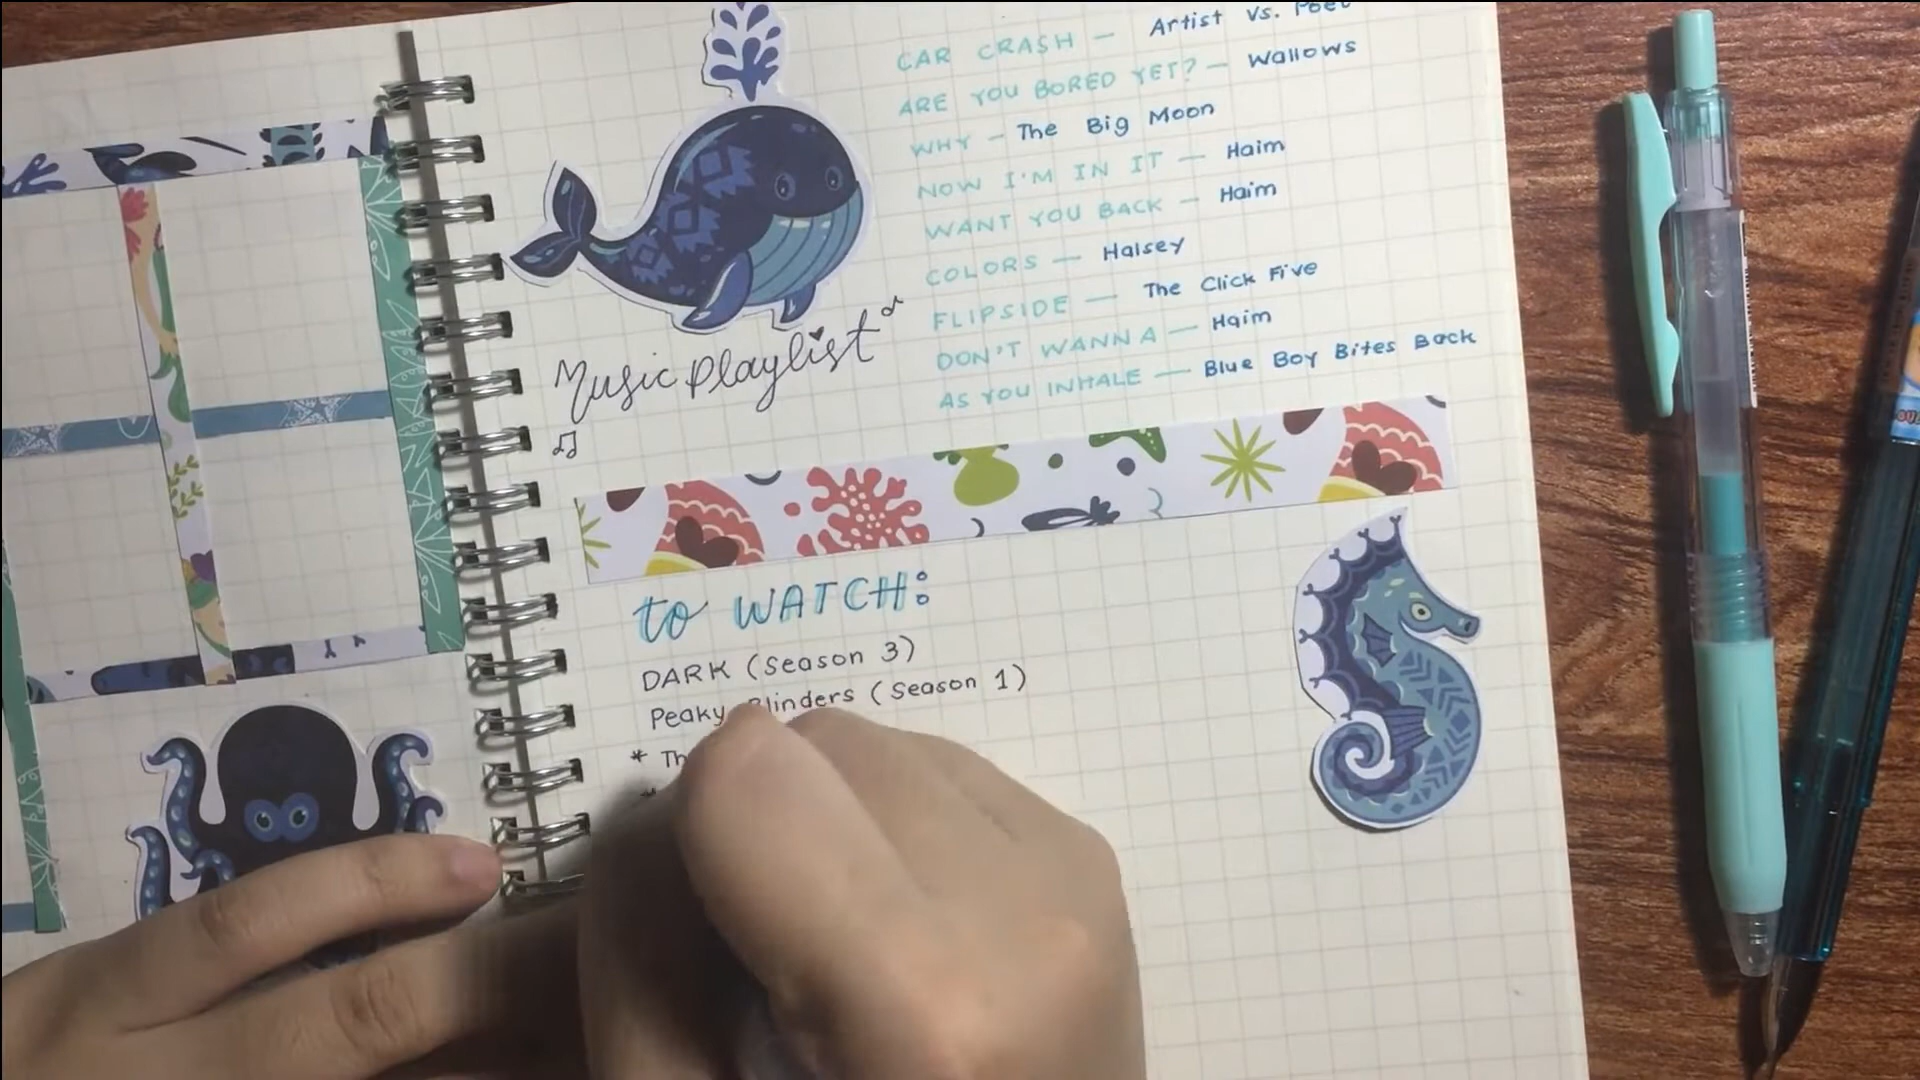 CAR CRASH — Artist Vs. Poet
ARE YOU BORED YET? — Wallows
WHY — The Big Moon
NOW I'M IN IT — Haim
WANT YOU BACK — Haim
COLORS — Halsey
FLIPSIDE — The Click Five
DON'T WANNA — Haim
AS YOU INHALE — Blue Boy Bites Back
Music Playlist
to WATCH:
DARK (Season 3)
Peaky Blinders (Season 1)
* Th